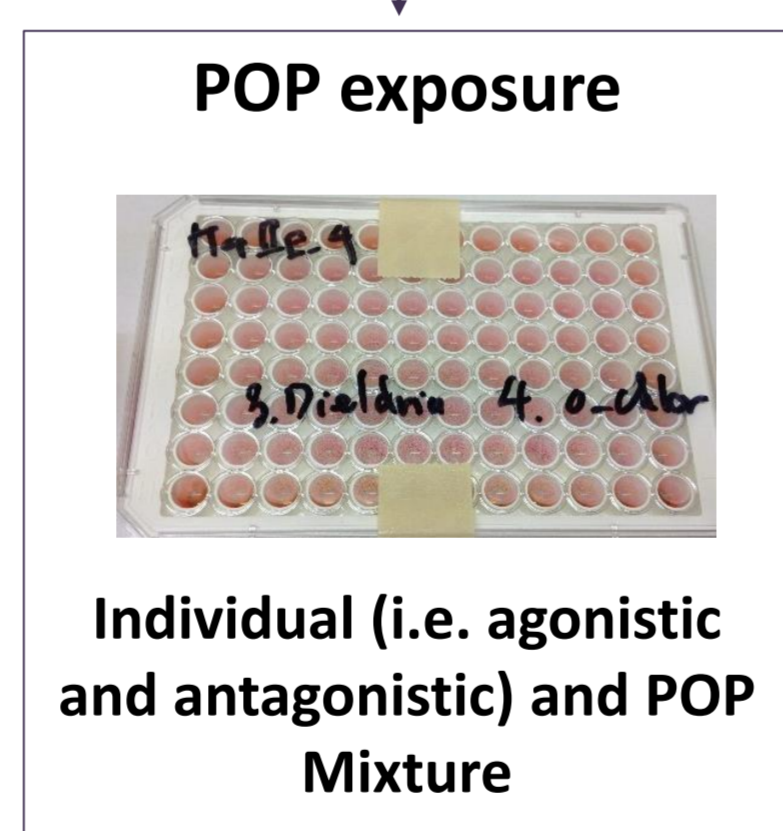 POP exposure
3. Dieldrin 4. o-chlor
Individual (i.e. agonistic
and antagonistic) and POP
Mixture